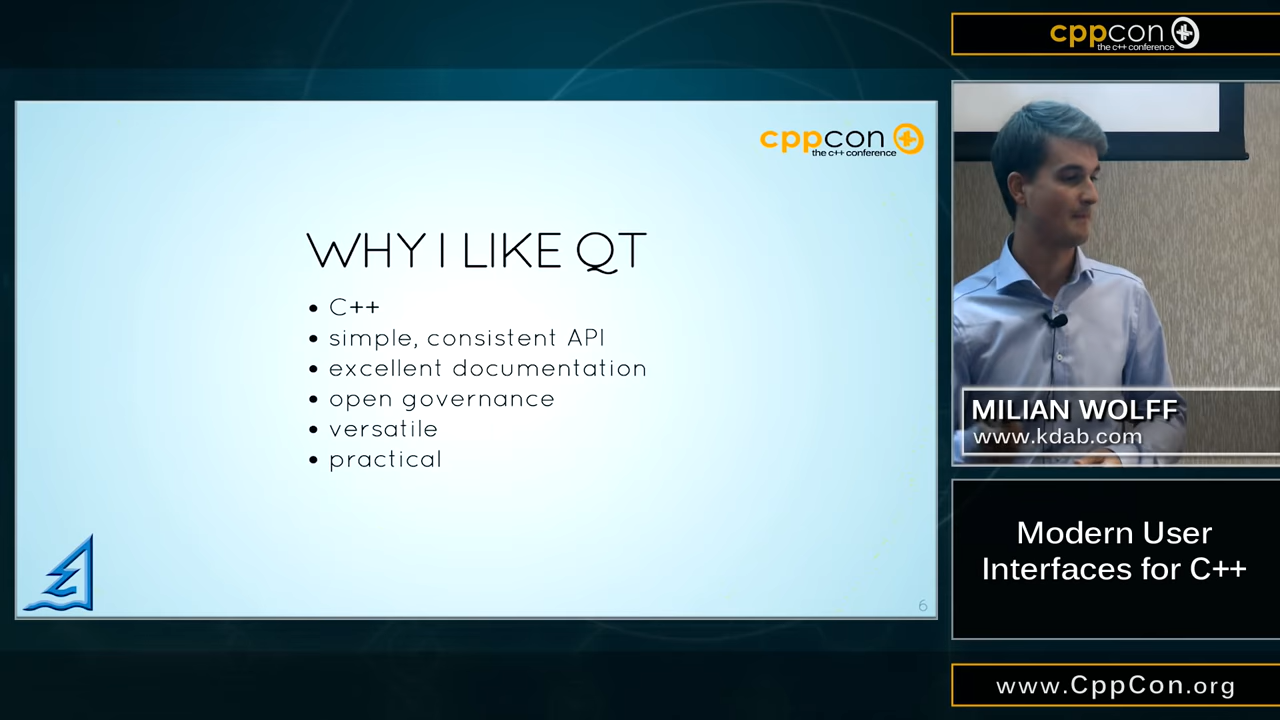 cppcon
the c++ conference
WHY I LIKE QT
• C++
• simple, consistent API
• excellent documentation
• open governance
• versatile
• practical
6
cppcon
the c++ conference
MILIAN WOLFF
www.kdab.com
Modern User
Interfaces for C++
www.CppCon.org